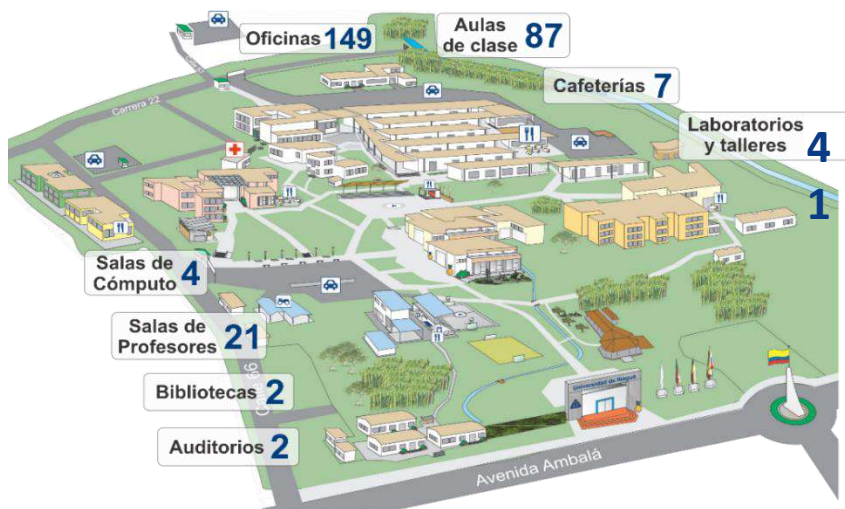 Oficinas 149
Aulas
de clase 87
Cafeterías 7
Carrera 22
Laboratorios
y talleres 4
1
Salas de
Cómputo 4
Salas de
Profesores 21
Bibliotecas 2
Auditorios 2
Universidad de Ibagué
Avenida Ambalá